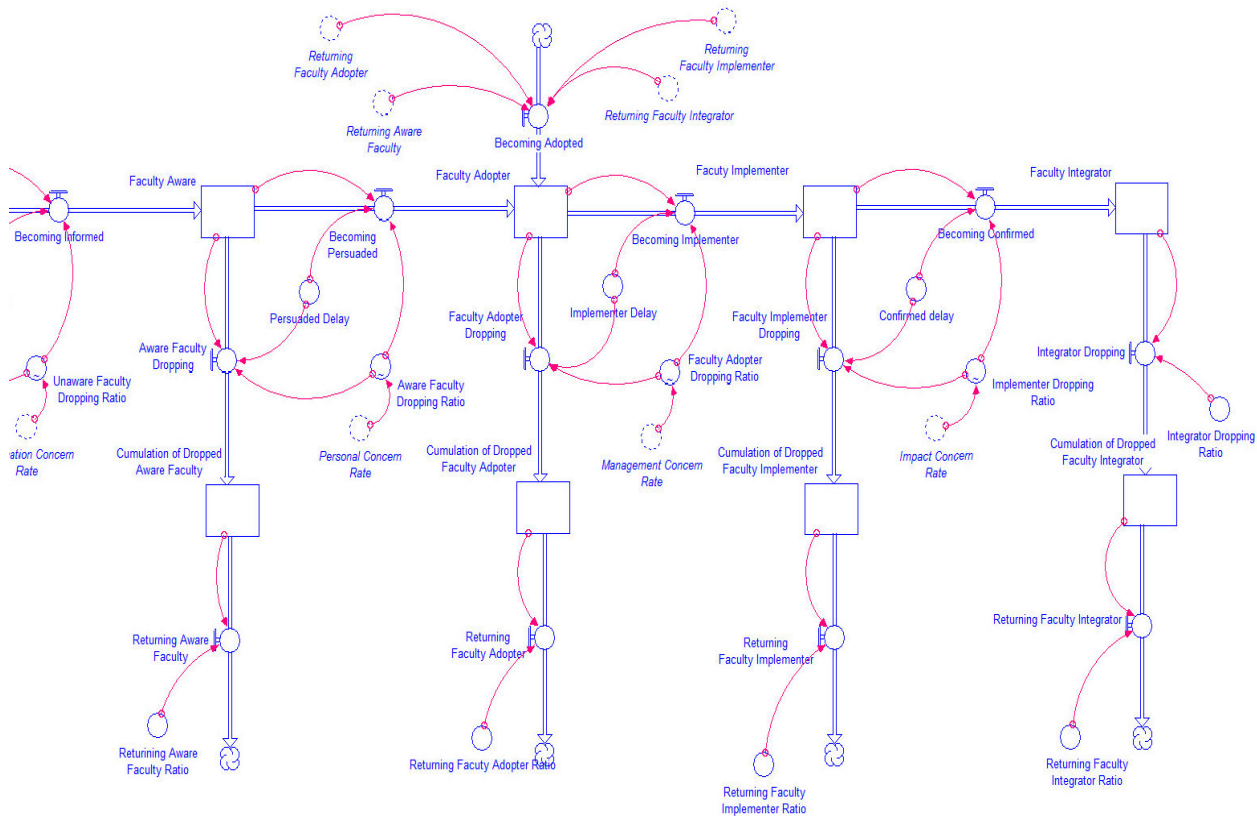 Returning
Faculty Adopter
Returning
Faculty Implementer
Returning Aware
Faculty
Returning Faculty Integrator
Becoming Adopted
Faculty Aware
Faculty Adopter
Facuty Implementer
Faculty Integrator
Becoming Informed
Becoming
Persuaded
Becoming Implementer
Becoming Confirmed
Persuaded Delay
Implementer Delay
Confirmed delay
Aware Faculty
Dropping
Faculty Adopter
Dropping
Faculty Implementer
Dropping
Integrator Dropping
Unaware Faculty
Dropping Ratio
Aware Faculty
Dropping Ratio
Faculty Adopter
Dropping Ratio
Implementer Dropping
Ratio
Integrator Dropping
Ratio
ation Concern
Rate
Personal Concern
Rate
Management Concern
Rate
Impact Concern
Rate
Cumulation of Dropped
Aware Faculty
Cumulation of Dropped
Faculty Adpoter
Cumulation of Dropped
Faculty Implementer
Cumulation of Dropped
Faculty Integrator
Returning Aware
Faculty
Returning
Faculty Adopter
Returning
Faculty Implementer
Returning Faculty Integrator
Returining Aware
Faculty Ratio
Returning Facuty Adopter Ratio
Returning Faculty
Implementer Ratio
Returning Faculty
Integrator Ratio